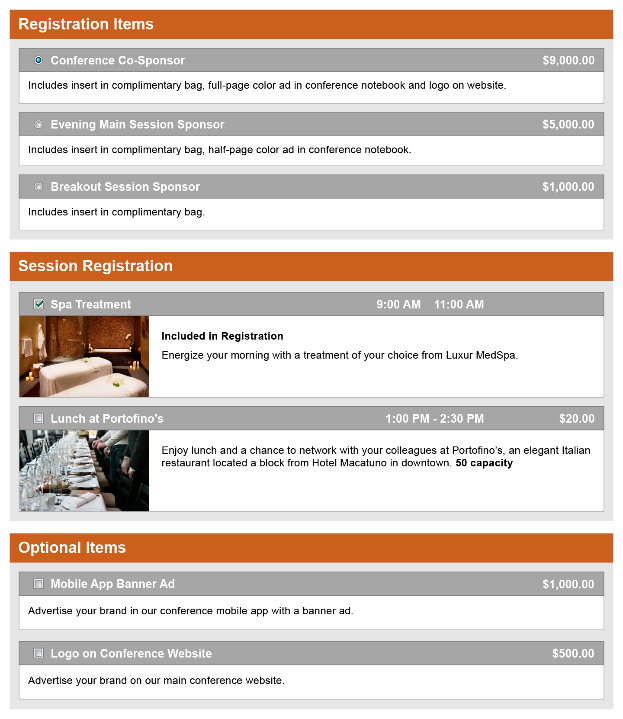 Registration Items
Conference Co-Sponsor $9,000.00
Includes insert in complimentary bag, full-page color ad in conference notebook and logo on website.
Evening Main Session Sponsor $5,000.00
Includes insert in complimentary bag, half-page color ad in conference notebook.
Breakout Session Sponsor $1,000.00
Includes insert in complimentary bag.
Session Registration
Spa Treatment 9:00 AM 11:00 AM
Included in Registration
Energize your morning with a treatment of your choice from Luxur MedSpa.
Lunch at Portofino's 1:00 PM - 2:30 PM $20.00
Enjoy lunch and a chance to network with your colleagues at Portofino's, an elegant Italian
restaurant located a block from Hotel Macatuno in downtown. 50 capacity
Optional Items
Mobile App Banner Ad $1,000.00
Advertise your brand in our conference mobile app with a banner ad.
Logo on Conference Website $500.00
Advertise your brand on our main conference website.